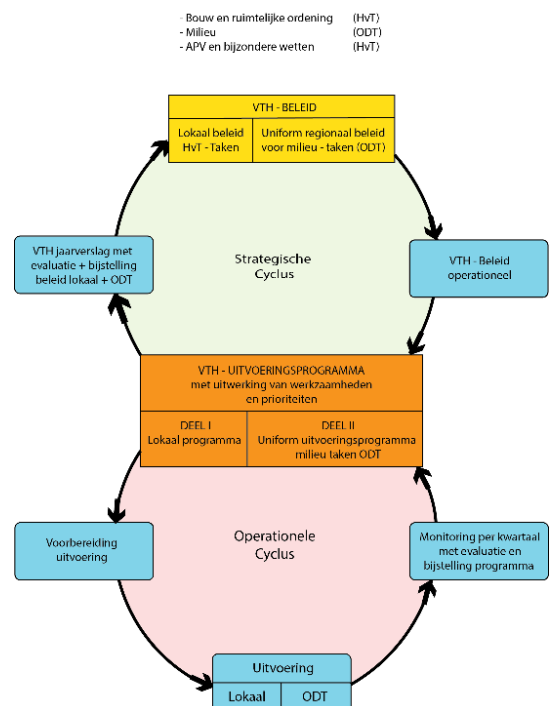 - Bouw en ruimtelijke ordening (HvT)
- Milieu (ODT)
- APV en bijzondere wetten (HvT)
VTH - BELEID
Lokaal beleid
HvT - Taken
Uniform regionaal beleid
voor milieu - taken (ODT)
VTH jaarverslag met
evaluatie + bijstelling
beleid lokaal + ODT
Strategische
Cyclus
VTH - Beleid
operationeel
VTH - UITVOERINGSPROGRAMMA
met uitwerking van werkzaamheden
en prioriteiten
DEEL I
Lokaal programma
DEEL II
Uniform uitvoeringsprogramma
milieu taken ODT
Voorbereiding
uitvoering
Operationele
Cyclus
Monitoring per kwartaal
met evaluatie en
bijstelling programma
Uitvoering
Lokaal
ODT